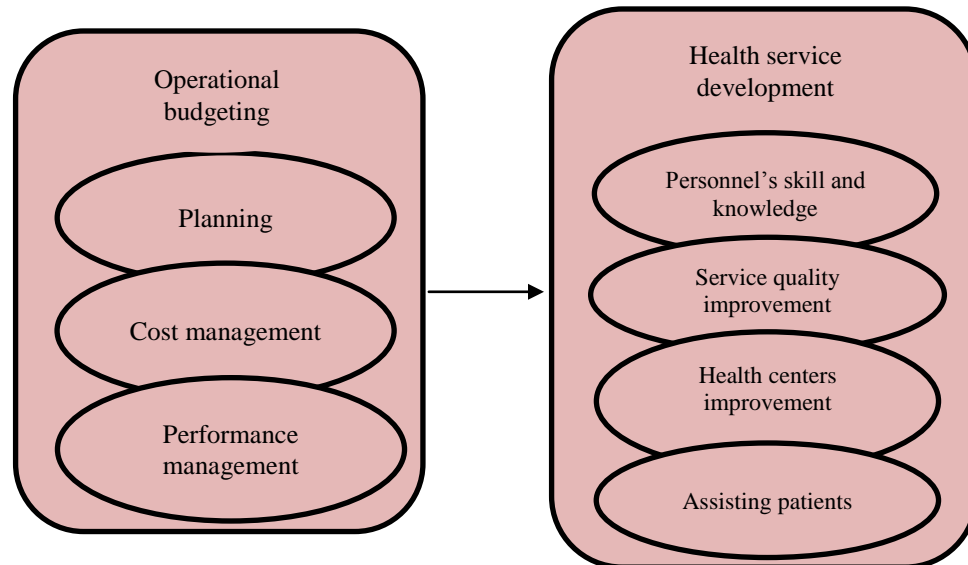 Operational
budgeting
Planning
Cost management
Performance
management
Health service
development
Personnel’s skill and
knowledge
Service quality
improvement
Health centers
improvement
Assisting patients